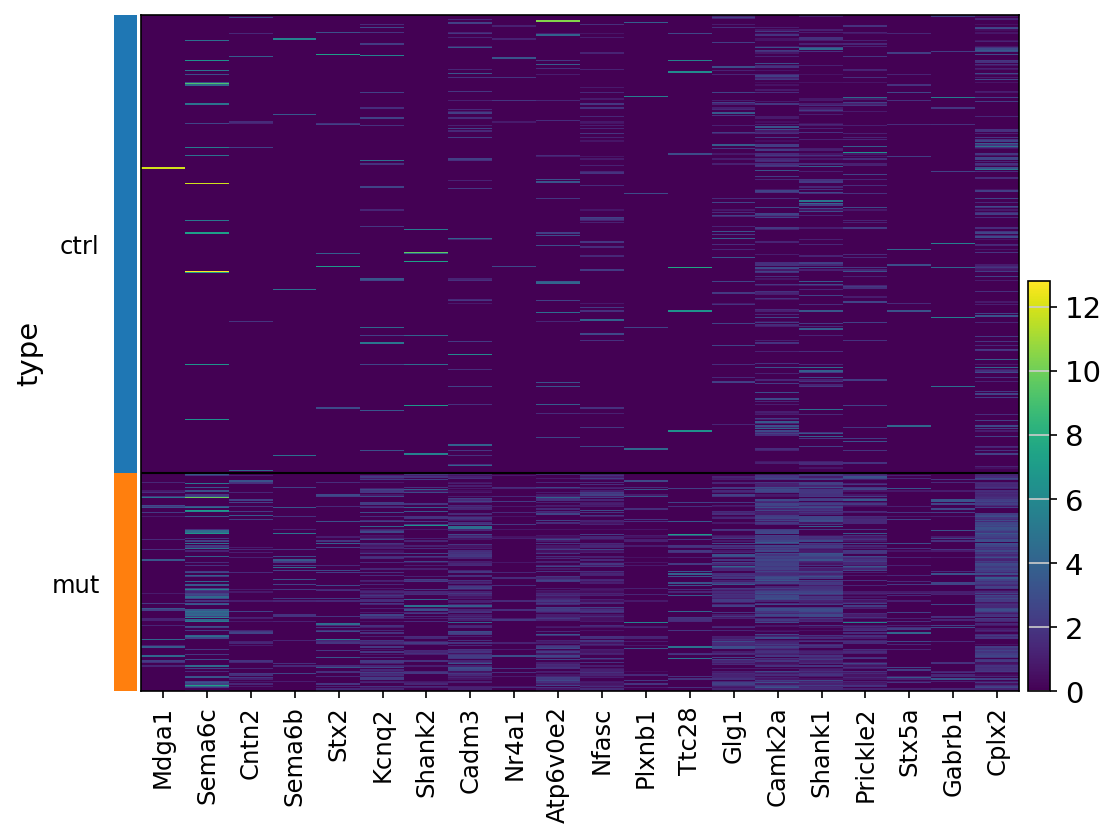 type
ctrl
mut
12
10
8
6
4
2
0
Mdga1
Sema6c
Cntn2
Sema6b
Stx2
Kcnq2
Shank2
Cadm3
Nr4a1
Atp6v0e2
Nfasc
Plxnb1
Ttc28
Glg1
Camk2a
Shank1
Prickle2
Stx5a
Gabrb1
Cplx2